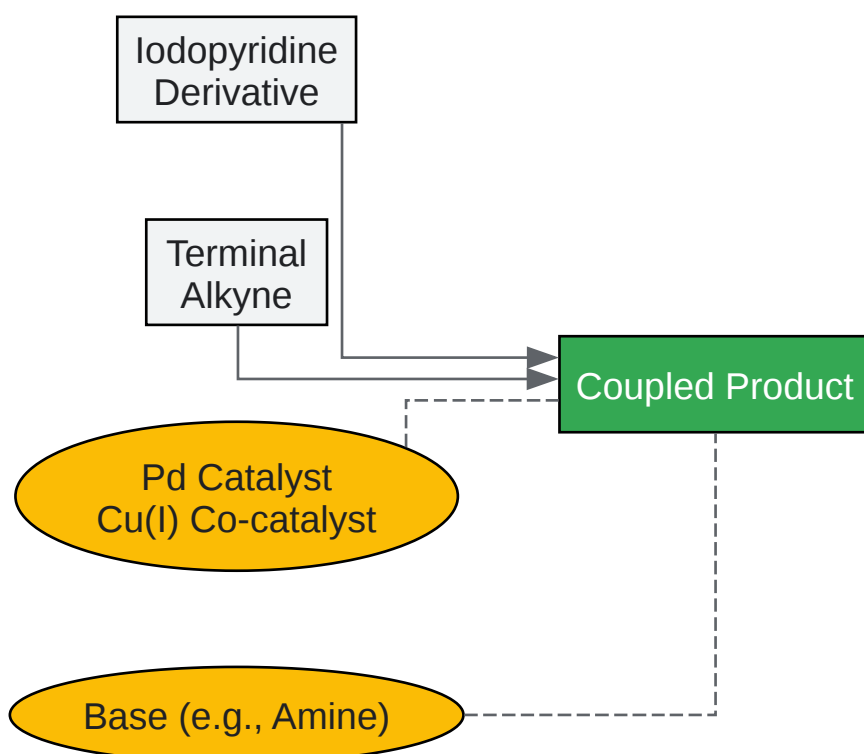 Iodopyridine
Derivative
Terminal
Alkyne
Coupled Product
Pd Catalyst
Cu(I) Co-catalyst
Base (e.g., Amine)